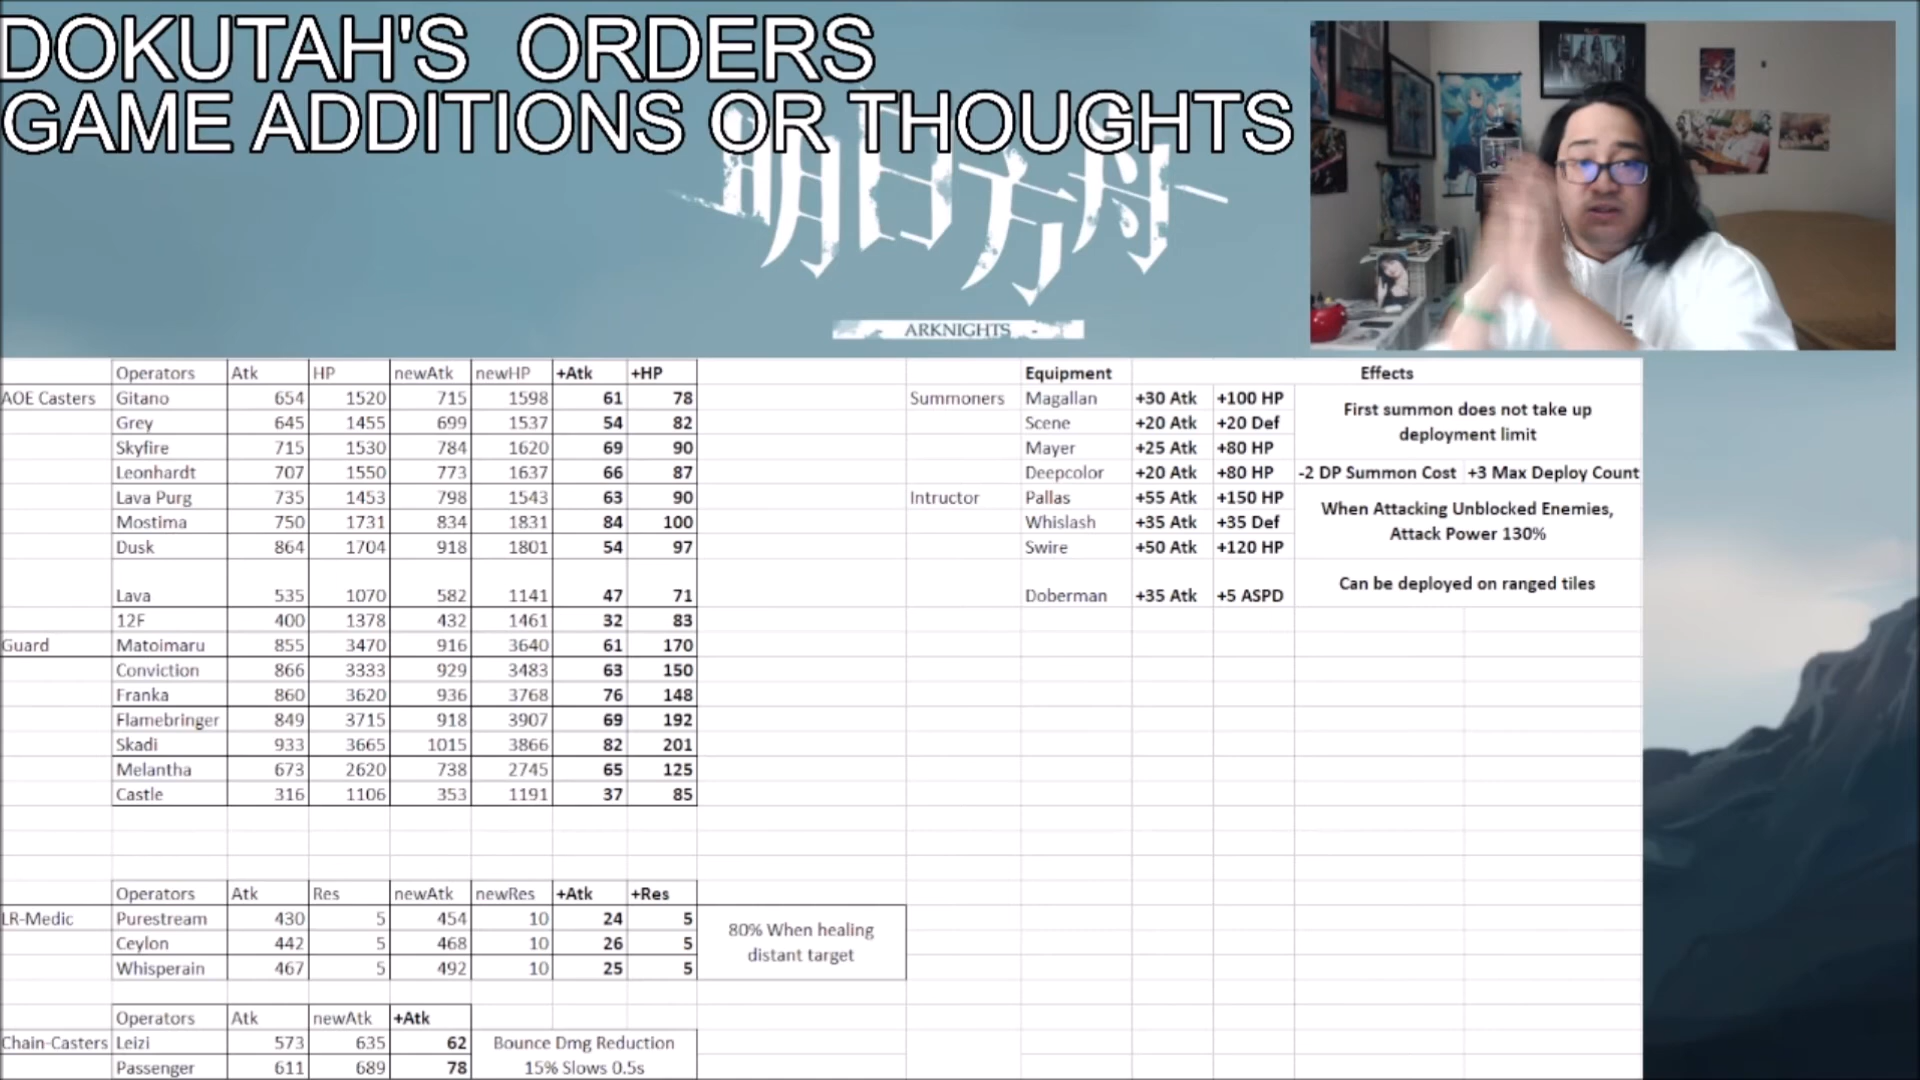 DOKUTAH'S ORDERS
GAME ADDITIONS OR THOUGHTS
明日方舟
ARKNIGHTS
Operators Atk HP newAtk newHP +Atk +HP
AOE Casters Gitano 654 1520 715 1598 61 78
Grey 645 1455 699 1537 54 82
Skyfire 715 1530 784 1620 69 90
Leonhardt 707 1550 773 1637 66 87
Lava Purg 735 1453 798 1543 63 90
Mostima 750 1731 834 1831 84 100
Dusk 864 1704 918 1801 54 97
Lava 535 1070 582 1141 47 71
12F 400 1378 432 1461 32 83
Guard Matoimaru 855 3470 916 3640 61 170
Conviction 866 3333 929 3483 63 150
Franka 860 3620 936 3768 76 148
Flamebringer 849 3715 918 3907 69 192
Skadi 933 3665 1015 3866 82 201
Melantha 673 2620 738 2745 65 125
Castle 316 1106 353 1191 37 85
Equipment Effects
Summoners Magallan +30 Atk +100 HP
Scene +20 Atk +20 Def
Mayer +25 Atk +80 HP
First summon does not take up
deployment limit
Deepcolor +20 Atk +80 HP -2 DP Summon Cost +3 Max Deploy Count
Intructor Pallas +55 Atk +150 HP
Whislash +35 Atk +35 Def
Swire +50 Atk +120 HP
When Attacking Unblocked Enemies,
Attack Power 130%
Doberman +35 Atk +5 ASPD
Can be deployed on ranged tiles
Operators Atk Res newAtk newRes +Atk +Res
LR-Medic Purestream 430 5 454 10 24 5
Ceylon 442 5 468 10 26 5
Whisperain 467 5 492 10 25 5
80% When healing
distant target
Operators Atk newAtk +Atk
Chain-Casters Leizi 573 635 62
Passenger 611 689 78
Bounce Dmg Reduction
15% Slows 0.5s